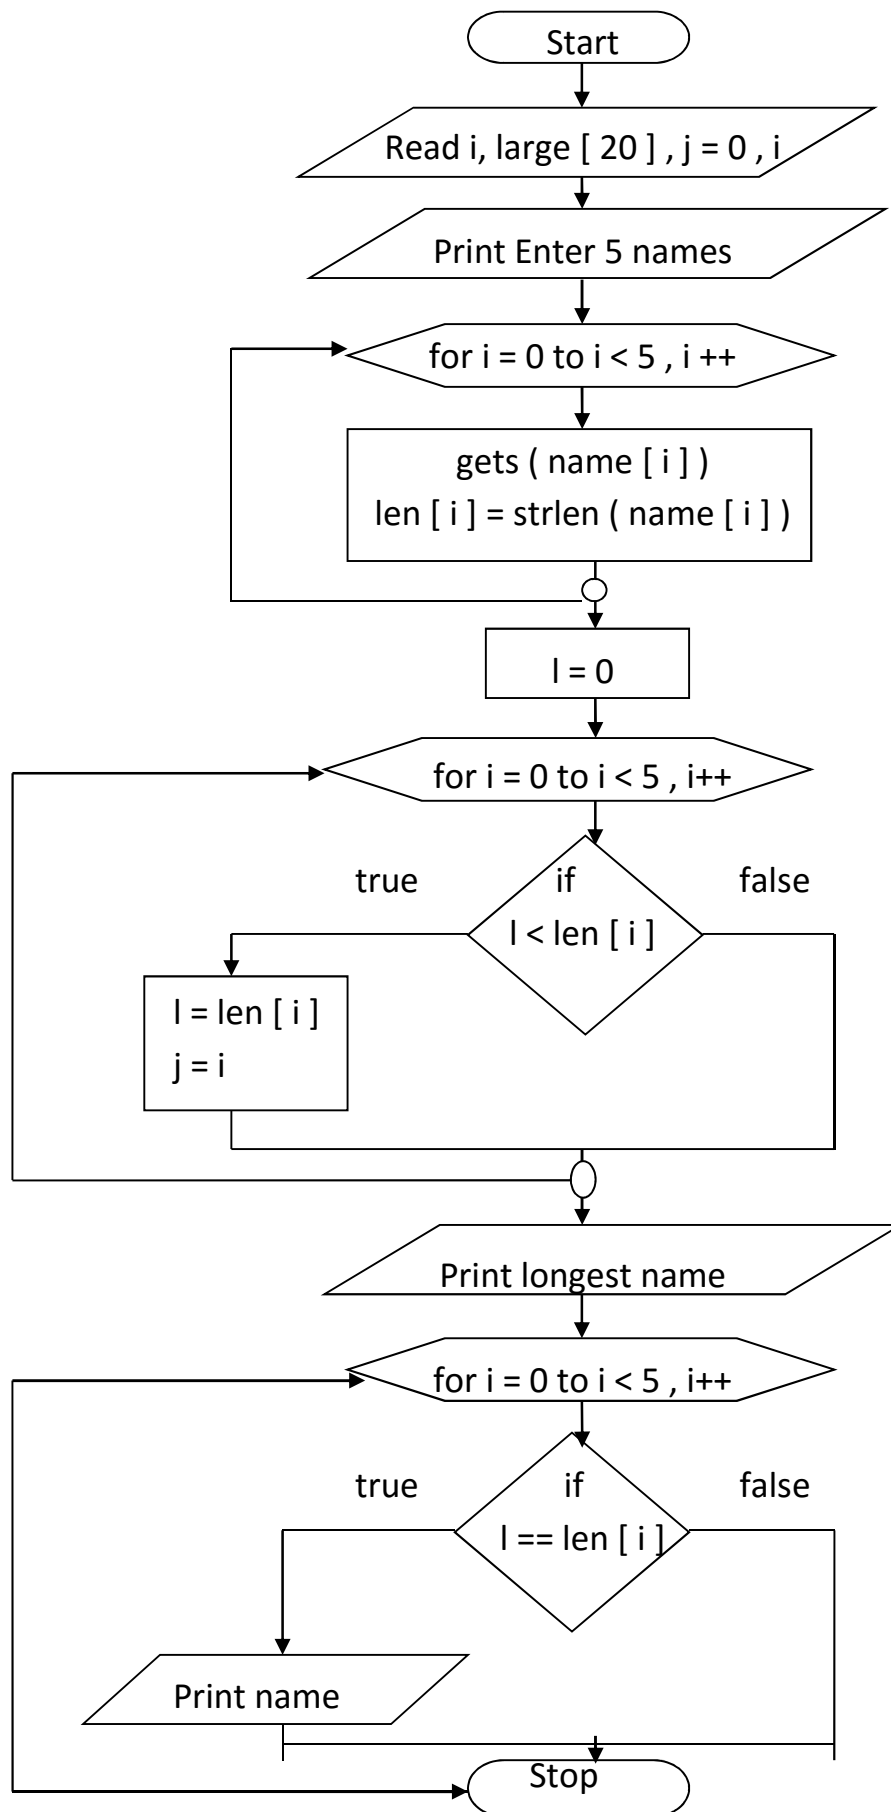 Start
Read i, large [ 20 ] , j = 0 , i
Print Enter 5 names
for i = 0 to i < 5 , i ++
gets ( name [ i ] )
len [ i ] = strlen ( name [ i ] )
l = 0
for i = 0 to i < 5 , i++
true if false
l < len [ i ]
l = len [ i ]
j = i
Print longest name
for i = 0 to i < 5 , i++
true if false
l == len [ i ]
Print name
Stop